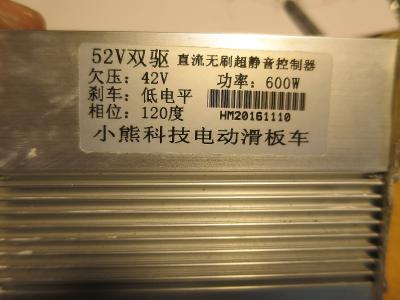 52V双驱 直流无刷超静音控制器
欠压：42V 功率：600W
刹车：低电平
相位：120度 HM20161110
小熊科技电动滑板车